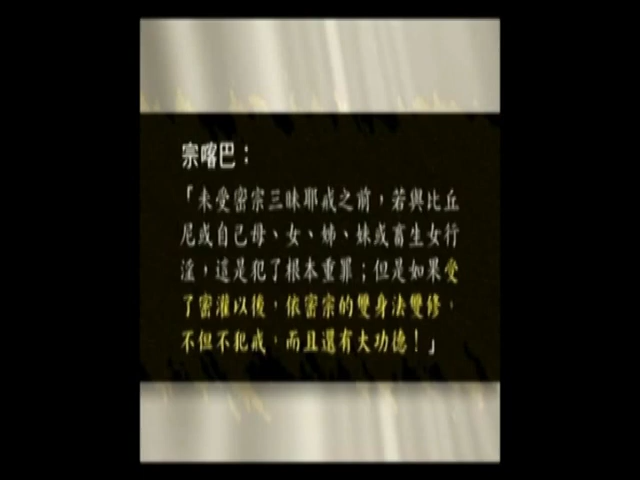 宗喀巴：
「未受密宗三昧耶戒之前，若與比丘
尼或自己母、女、姊、妹或畜生女行
淫，這是犯了根本重罪；但是如果受
了密灌以後，依密宗的雙身法雙修，
不但不犯戒，而且還有大功德！」